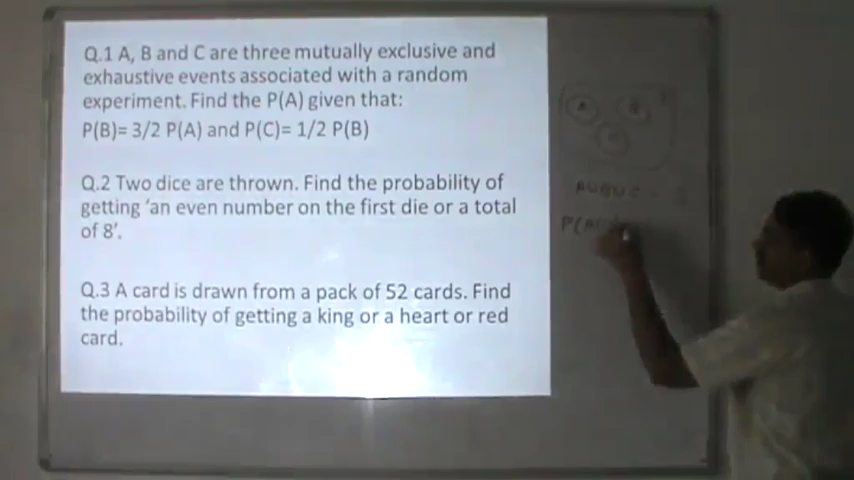 Q.1 A, B and C are three mutually exclusive and
exhaustive events associated with a random
experiment. Find the P(A) given that:
P(B)= 3/2 P(A) and P(C)= 1/2 P(B)
Q.2 Two dice are thrown. Find the probability of
getting 'an even number on the first die or a total
of 8'.
Q.3 A card is drawn from a pack of 52 cards. Find
the probability of getting a king or a heart or red
card.
A B
AUBUC =
P(A